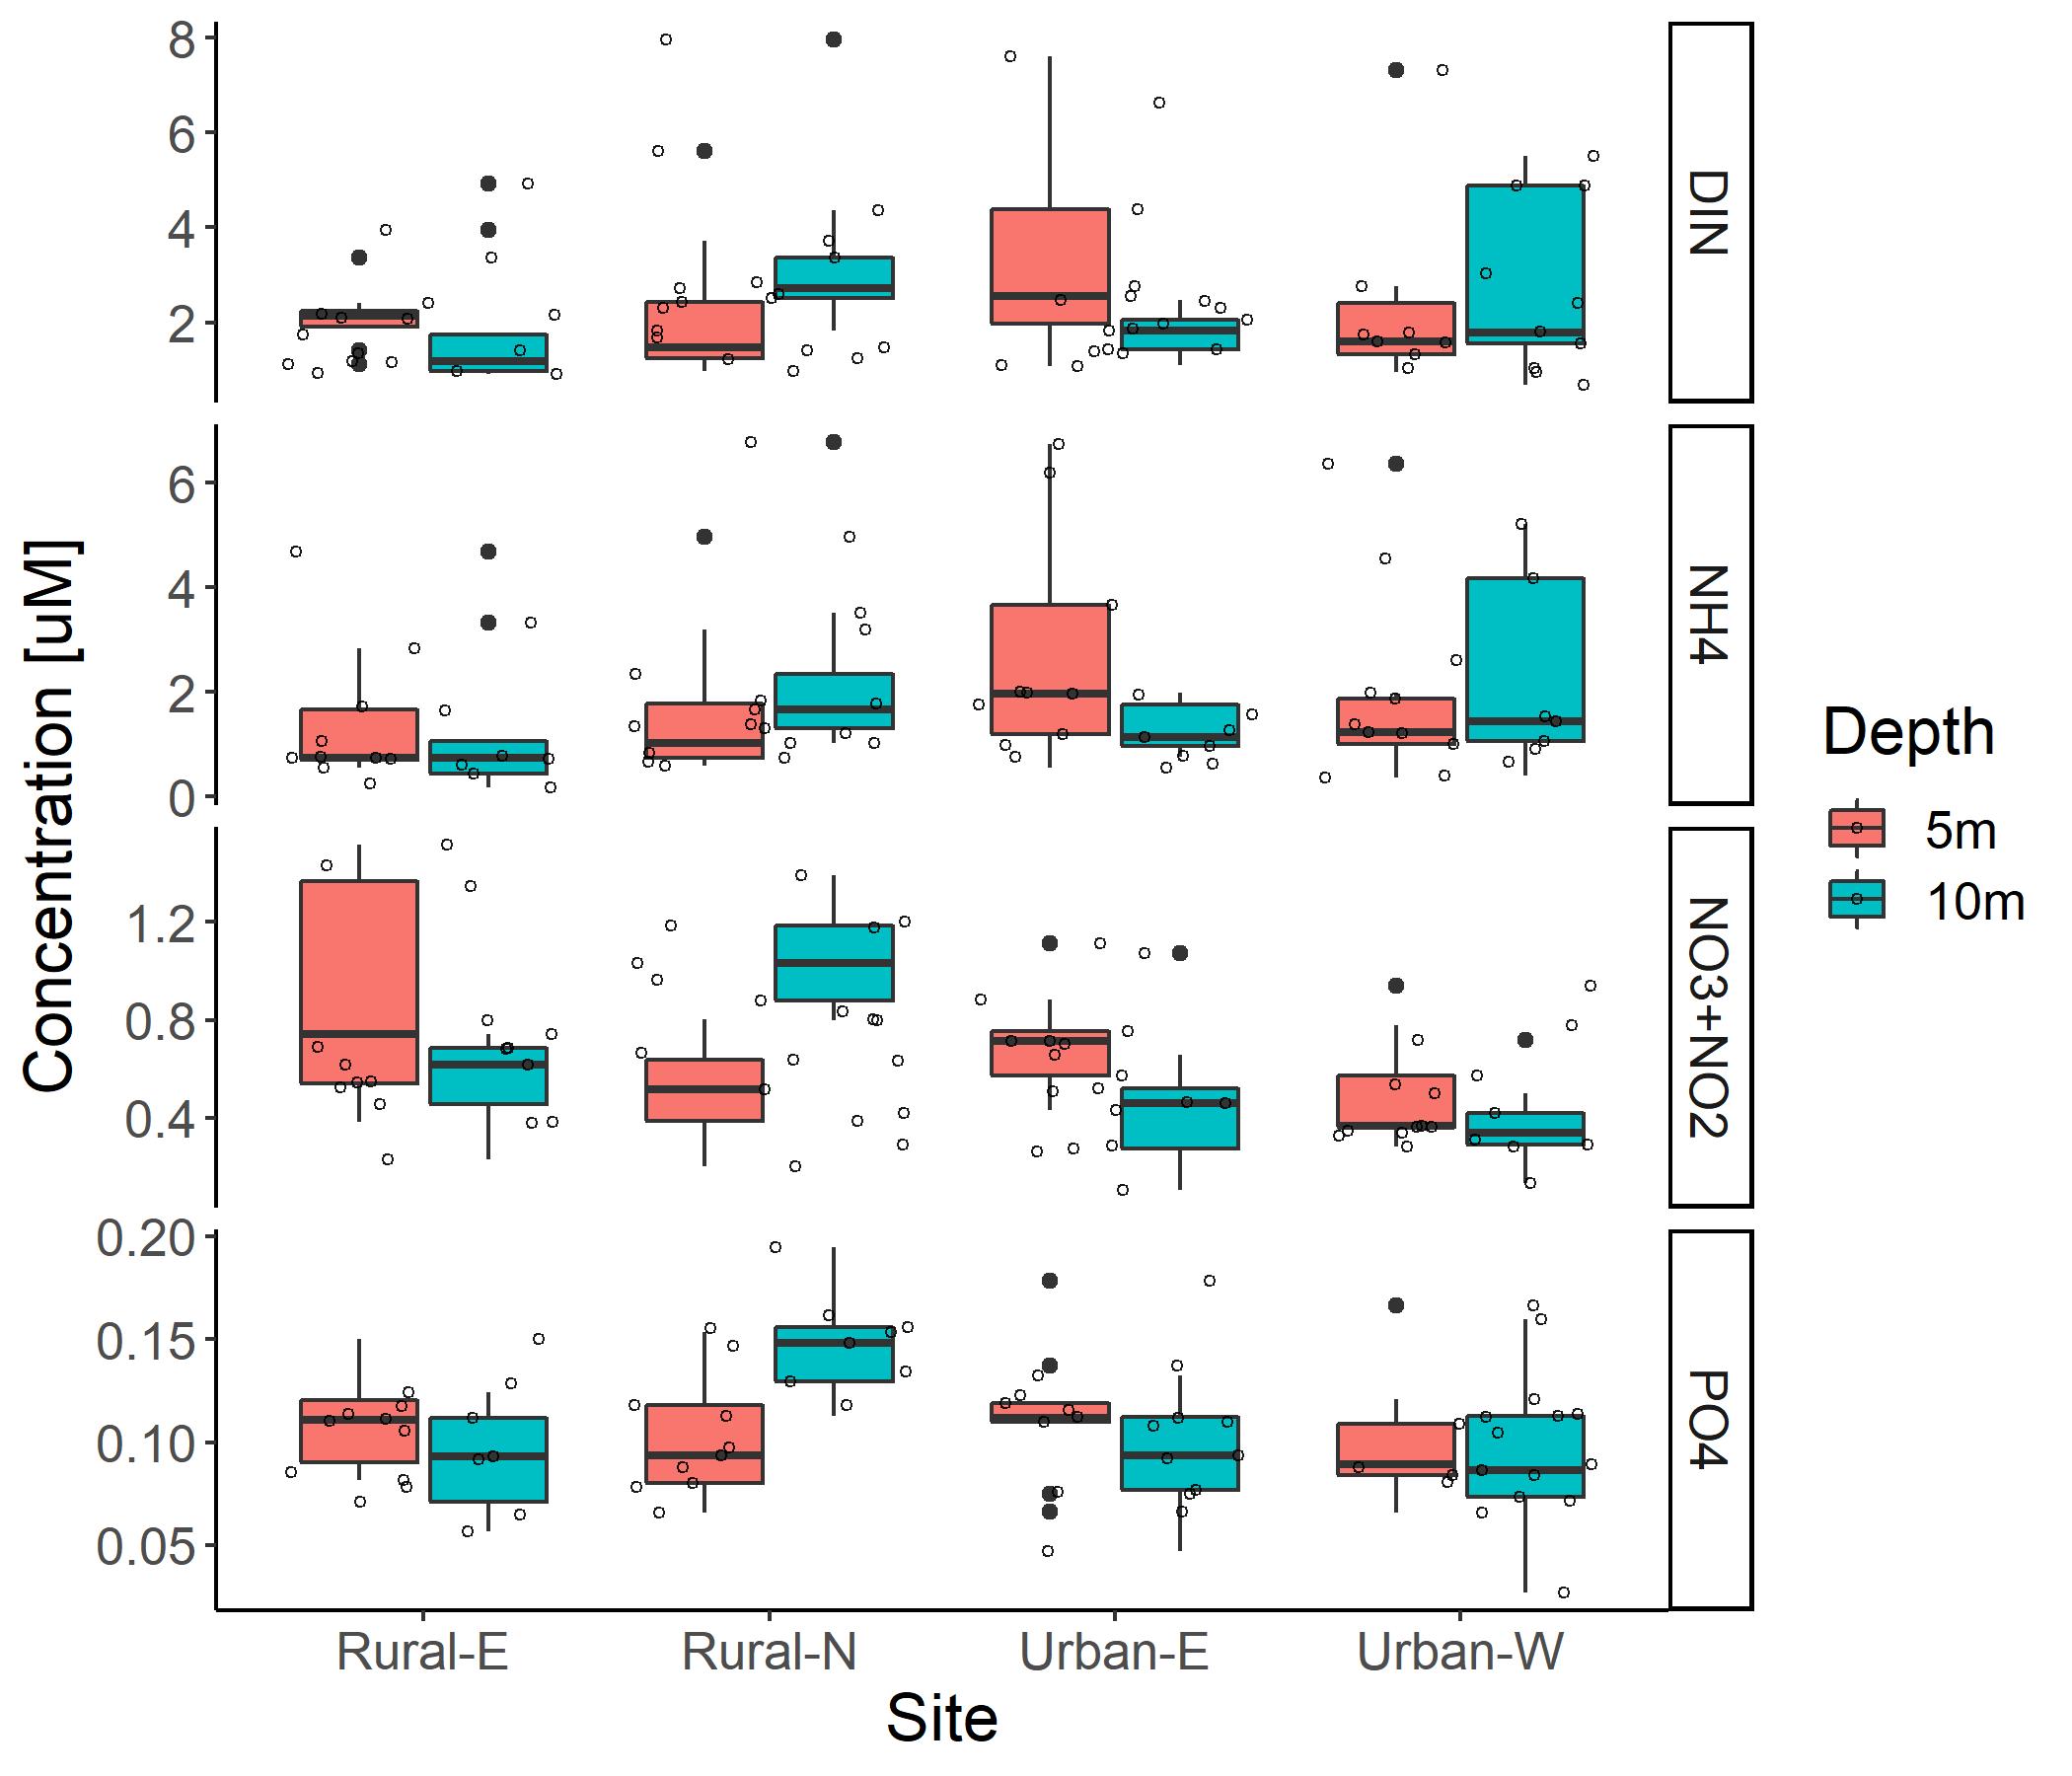 Concentration [uM]
8
6
4
2
DIN
6
4
2
0
NH4
1.2
0.8
0.4
NO3+NO2
0.20
0.15
0.10
0.05
PO4
Rural-E
Rural-N
Urban-E
Urban-W
Site
Depth
5m
10m